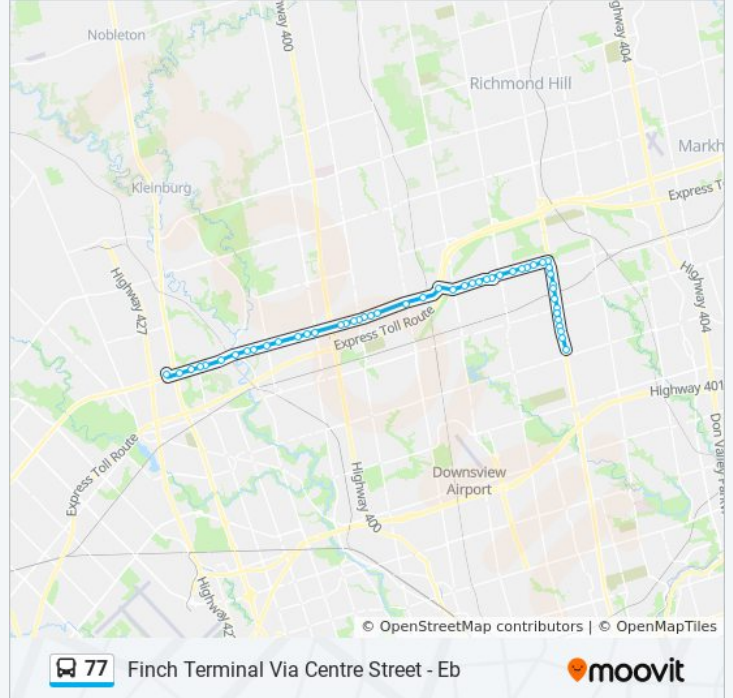 Nobleton
Highway 400
Highway 404
Richmond Hill
Markh
Kleinburg
Express T
Highway 427
Highway 404
Express Toll Route
Highway 401
Express Toll Route
Downsview
Airport
Don Valley Parkw
Highway 400
Highway 427
© OpenStreetMap contributors | © OpenMapTiles
77 Finch Terminal Via Centre Street - Eb
moovit